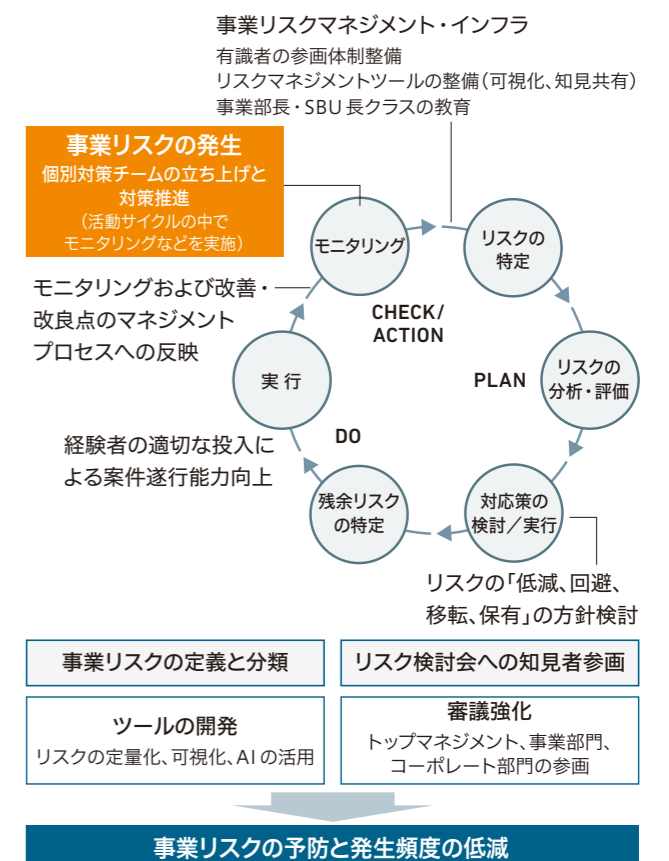 事業リスクマネジメント・インフラ
有識者の参画体制整備
リスクマネジメントツールの整備(可視化、知見共有)
事業部長・SBU長クラスの教育
事業リスクの発生
個別対策チームの立ち上げと
対策推進
(活動サイクルの中で
モニタリングなどを実施)
モニタリング
リスクの
特定
モニタリングおよび改善・
改良点のマネジメント
プロセスへの反映
CHECK/
ACTION
リスクの
分析・評価
PLAN
実行
DO
経験者の適切な投入に
よる案件遂行能力向上
残余リスク
の特定
対応策の
検討/実行
リスクの「低減、回避、
移転、保有」の方針検討
事業リスクの定義と分類
リスク検討会への知見者参画
ツールの開発
リスクの定量化、可視化、AIの活用
審議強化
トップマネジメント、事業部門、
コーポレート部門の参画
事業リスクの予防と発生頻度の低減